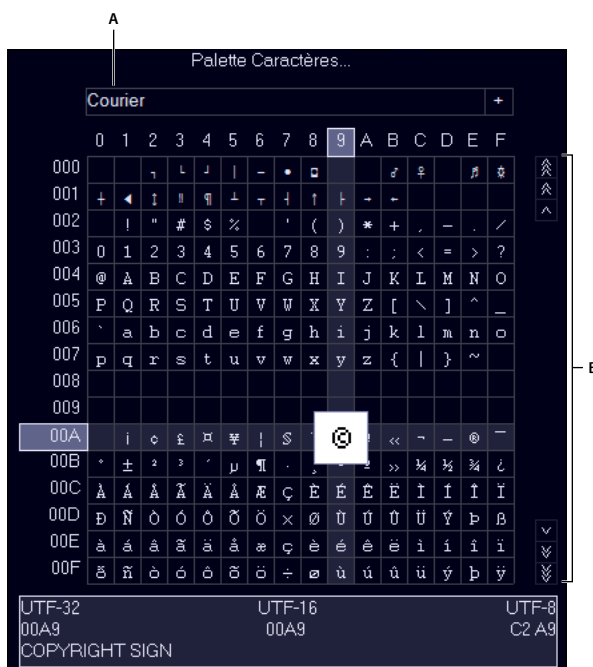 A
Palette Caractères...
Courier +
0 1 2 3 4 5 6 7 8 9 A B C D E F
000 ┐ └ ┘ │ − • ◘ ♂ ♀ ♬ ☼
001 ┼ ◄ ↕ ‼ ¶ ┴ ┬ ┤ ↑ ├ → ←
002 ! " # $ % ' ( ) * + , - . /
003 0 1 2 3 4 5 6 7 8 9 : ; < = > ?
004 @ A B C D E F G H I J K L M N O
005 P Q R S T U V W X Y Z [ \ ] ^ _
006 ` a b c d e f g h i j k l m n o
007 p q r s t u v w x y z { | } ~
008
009
00A ¡ ¢ £ ¤ ¥ ¦ § © « ¬ - ® ¯
00B ° ± ² ³ ´ µ ¶ · » ¼ ½ ¾ ¿
00C À Á Â Ã Ä Å Æ Ç È É Ê Ë Ì Í Î Ï
00D Ð Ñ Ò Ó Ô Õ Ö × Ø Ù Ú Û Ü Ý Þ ß
00E à á â ã ä å æ ç è é ê ë ì í î ï
00F ð ñ ò ó ô õ ö ÷ ø ù ú û ü ý þ ÿ
UTF-32 UTF-16 UTF-8
00A9 00A9 C2 A9
COPYRIGHT SIGN